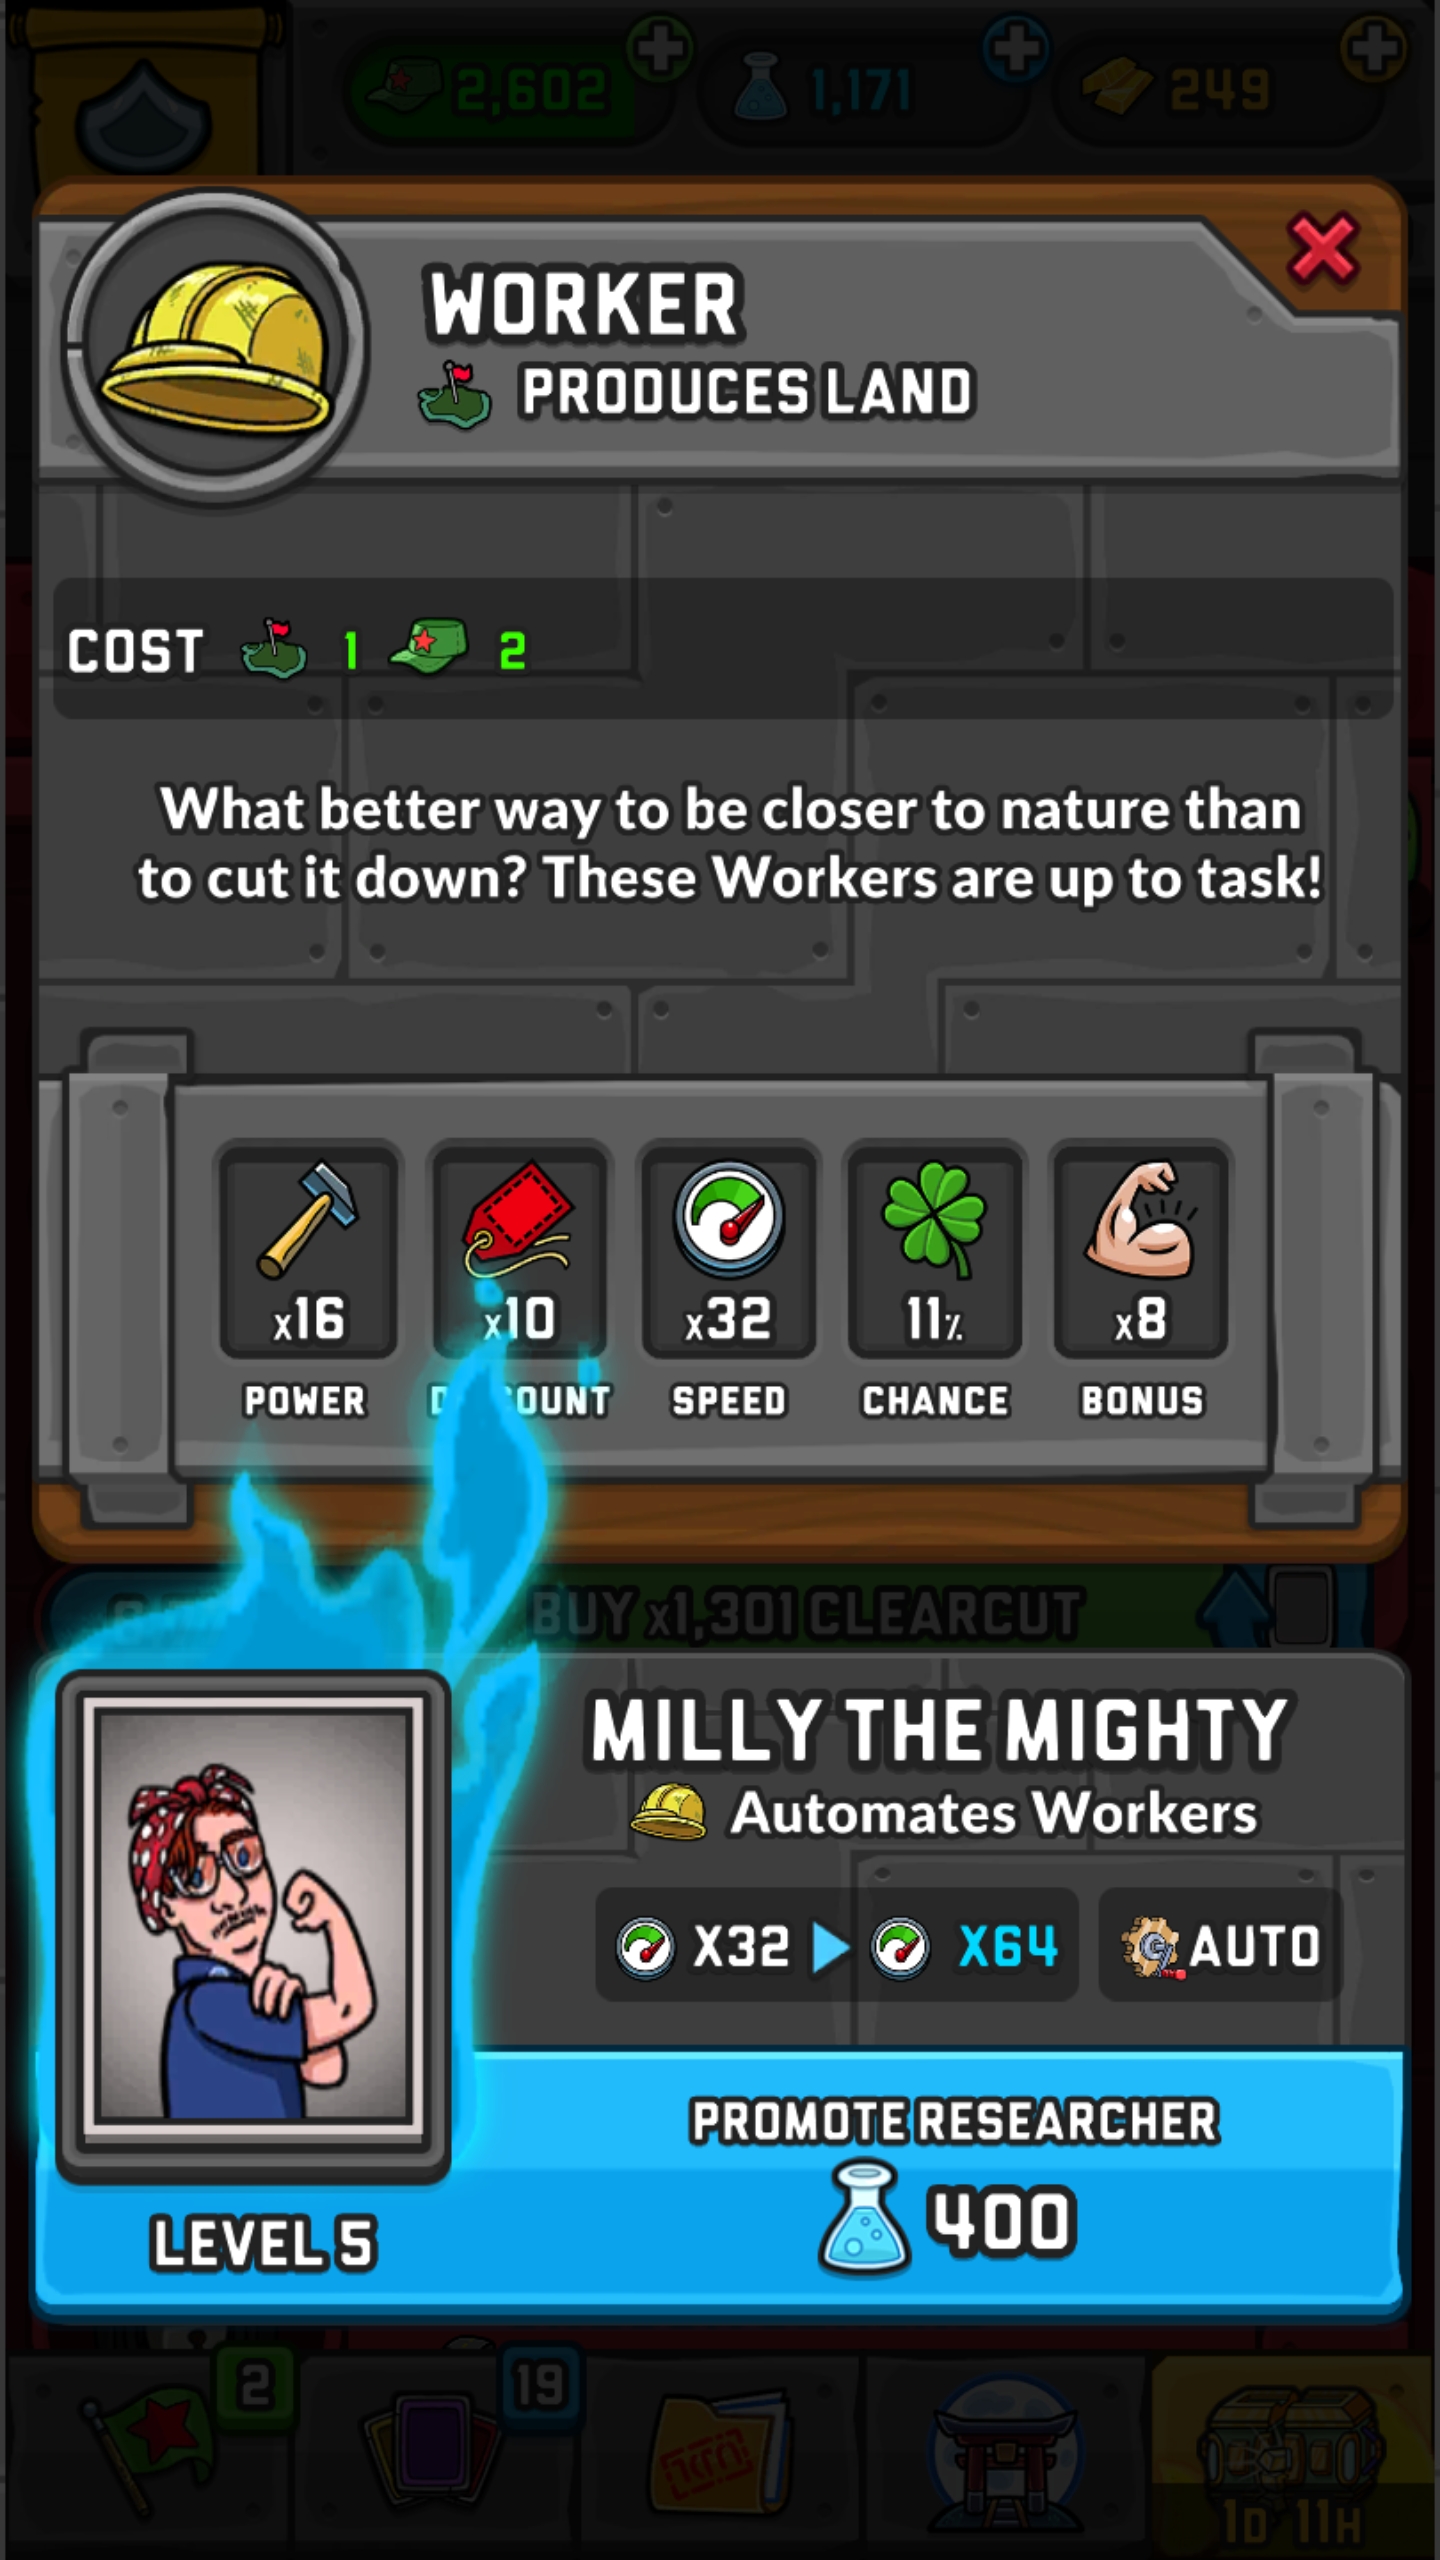 2,602
1,171
249
WORKER
PRODUCES LAND
COST 1 2
What better way to be closer to nature than
to cut it down? These Workers are up to task!
x16 x10 x32 11% x8
POWER SPEED CHANCE BONUS
BUY x1,301 CLEARCUT
MILLY THE MIGHTY
Automates Workers
X32 X64 AUTO
PROMOTE RESEARCHER
400
LEVEL 5
2
19
1D 11H